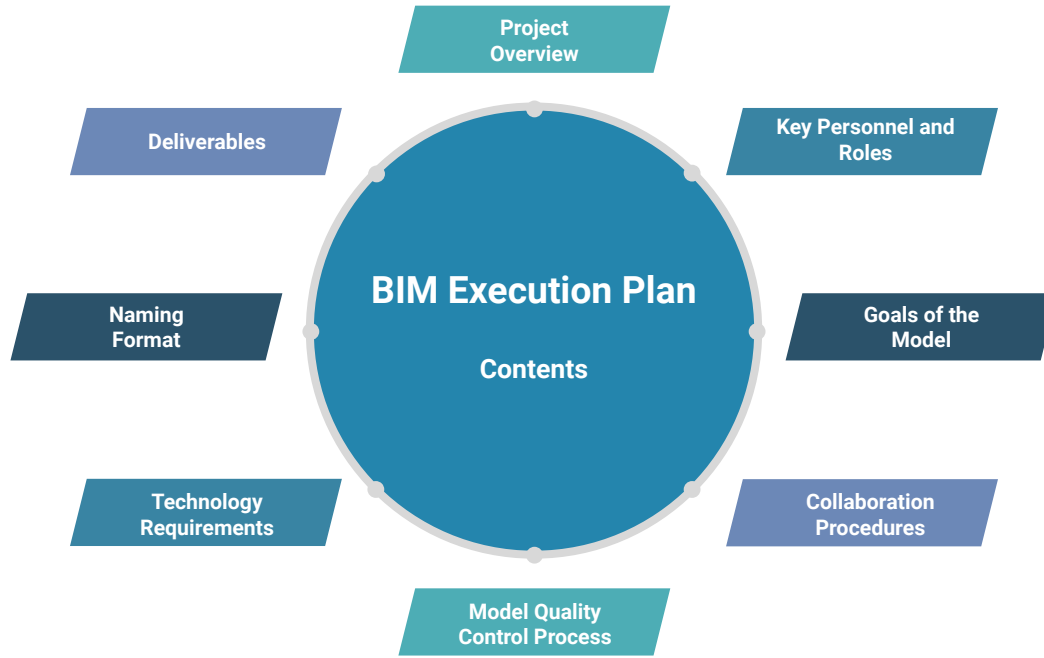 Project
Overview
Key Personnel and
Roles
Goals of the
Model
Collaboration
Procedures
Model Quality
Control Process
Technology
Requirements
Naming
Format
Deliverables
BIM Execution Plan
Contents